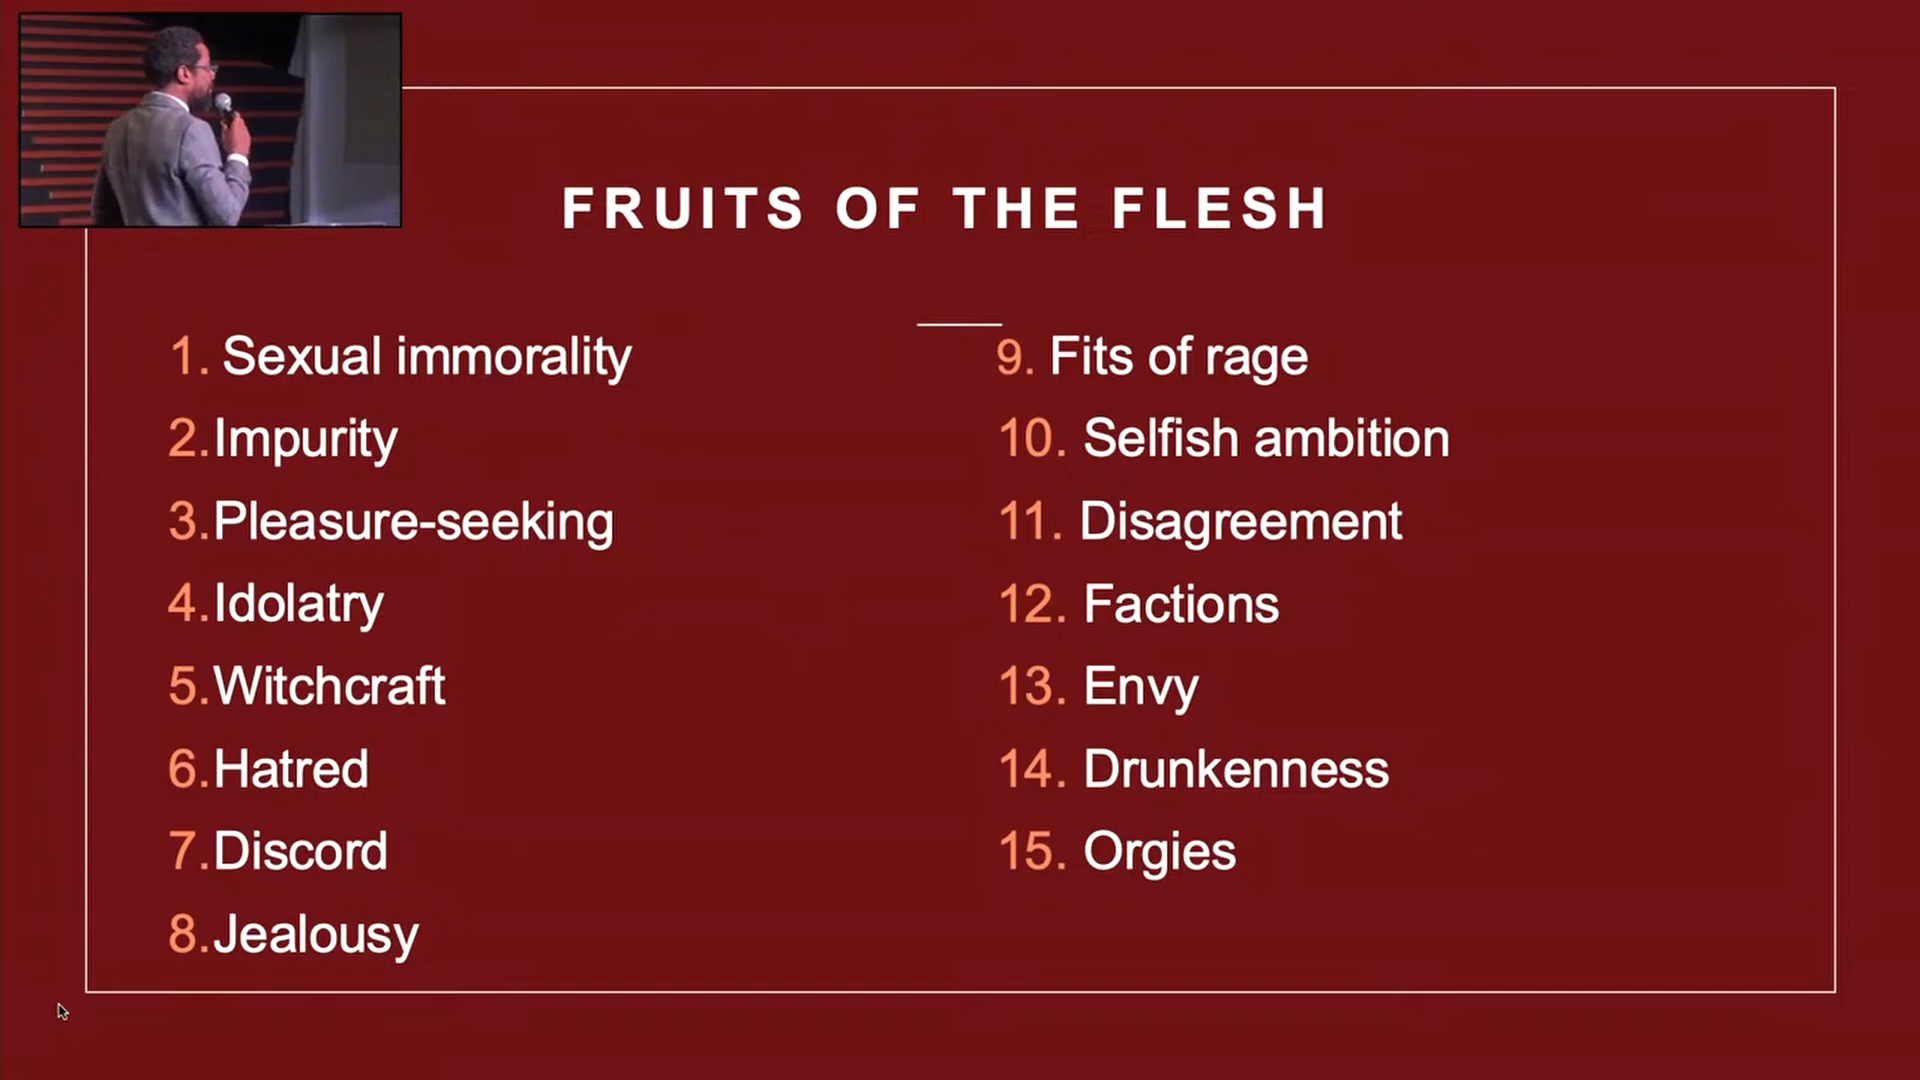 FRUITS OF THE FLESH
1. Sexual immorality
2.Impurity
3.Pleasure-seeking
4.Idolatry
5.Witchcraft
6.Hatred
7.Discord
8.Jealousy
9. Fits of rage
10. Selfish ambition
11. Disagreement
12. Factions
13. Envy
14. Drunkenness
15. Orgies